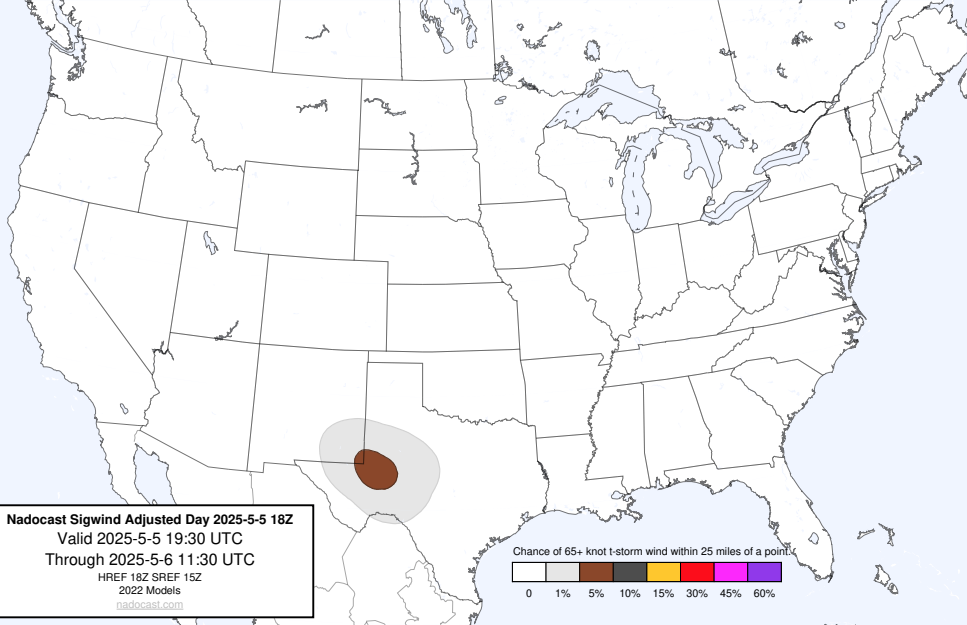 Nadocast Sigwind Adjusted Day 2025-5-5 18Z
Valid 2025-5-5 19:30 UTC
Through 2025-5-6 11:30 UTC
HREF 18Z SREF 15Z
2022 Models
nadocast.com
Chance of 65+ knot t-storm wind within 25 miles of a point.
0 1% 5% 10% 15% 30% 45% 60%